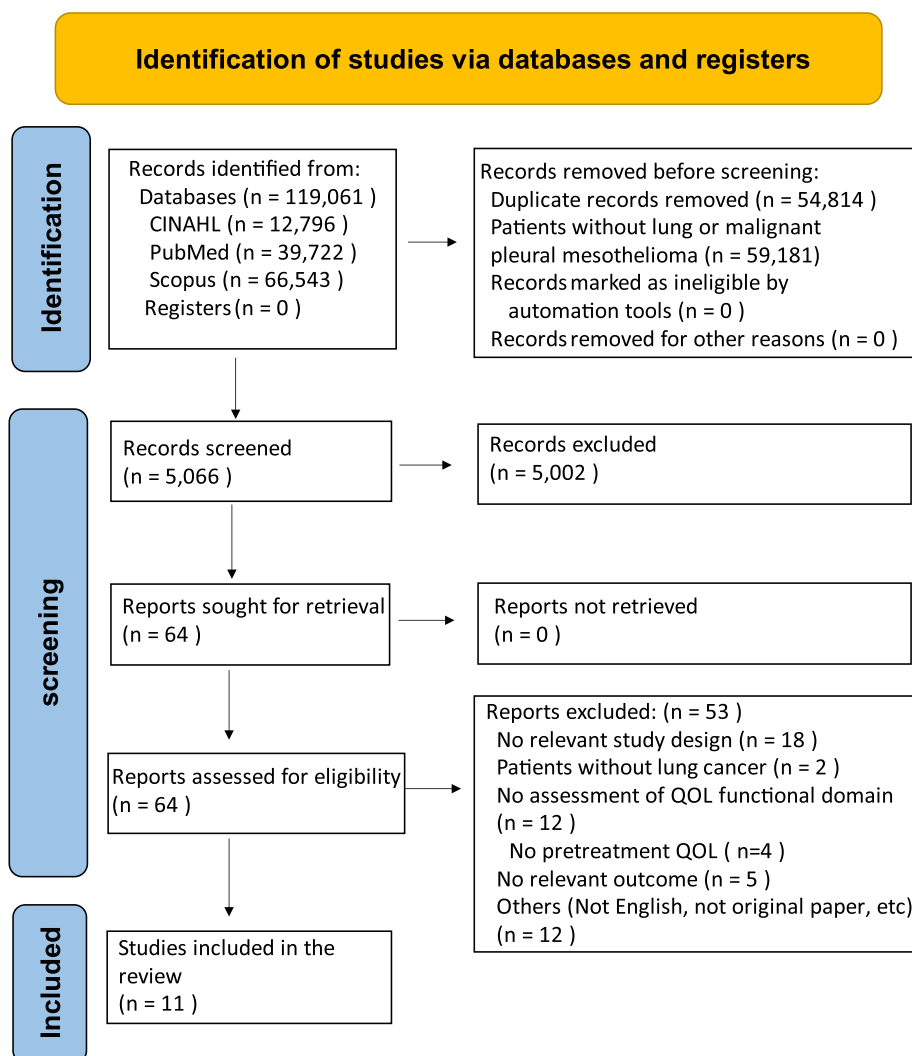 Identification of studies via databases and registers
Identification
Records identified from:
Databases (n = 119,061 )
CINAHL (n = 12,796 )
PubMed (n = 39,722 )
Scopus (n = 66,543 )
Registers (n = 0 )
Records removed before screening:
Duplicate records removed (n = 54,814 )
Patients without lung or malignant
pleural mesothelioma (n = 59,181)
Records marked as ineligible by
automation tools (n = 0 )
Records removed for other reasons (n = 0 )
screening
Records screened
(n = 5,066 )
Records excluded
(n = 5,002 )
Reports sought for retrieval
(n = 64 )
Reports not retrieved
(n = 0 )
Reports assessed for eligibility
(n = 64 )
Reports excluded: (n = 53 )
No relevant study design (n = 18 )
Patients without lung cancer (n = 2 )
No assessment of QOL functional domain
(n = 12 )
No pretreatment QOL ( n=4 )
No relevant outcome (n = 5 )
Others (Not English, not original paper, etc)
(n = 12 )
Included
Studies included in the
review
(n = 11 )